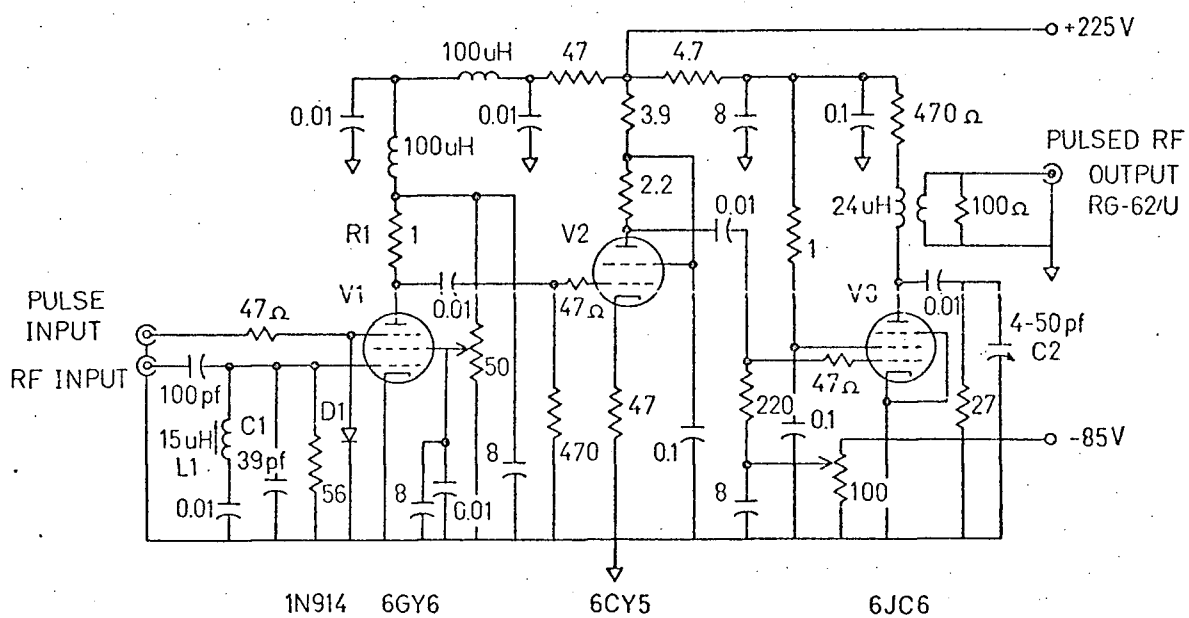 +225 V
100uH
47
4.7
0.01
0.01
3.9
8
0.1
470 Ω
100uH
PULSED RF
OUTPUT
RG-62/U
2.2
0.01
24uH
100Ω
R1
1
V2
1
V1
0.01
47Ω
V3
0.01
PULSE
INPUT
47Ω
4-50 pf
C2
RF INPUT
100pf
50
47Ω
D1
220
27
15uH
C1
L1
39pf
47
470
0.1
0.1
-85V
8
100
56
8
0.01
0.01
8
1N914
6GY6
6CY5
6JC6